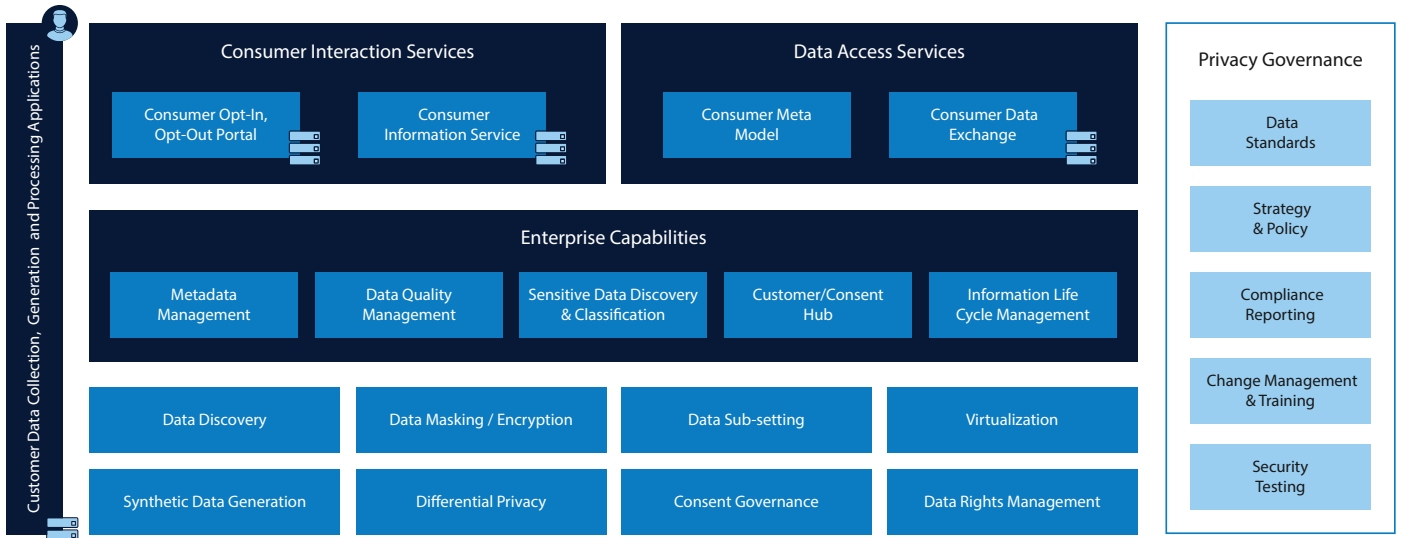 Customer Data Collection, Generation and Processing Applications
Consumer Interaction Services
Consumer Opt-In,
Opt-Out Portal
Consumer
Information Service
Data Access Services
Consumer Meta
Model
Consumer Data
Exchange
Enterprise Capabilities
Metadata
Management
Data Quality
Management
Sensitive Data Discovery
& Classification
Customer/Consent
Hub
Information Life
Cycle Management
Data Discovery
Data Masking / Encryption
Data Sub-setting
Virtualization
Synthetic Data Generation
Differential Privacy
Consent Governance
Data Rights Management
Privacy Governance
Data
Standards
Strategy
& Policy
Compliance
Reporting
Change Management
& Training
Security
Testing